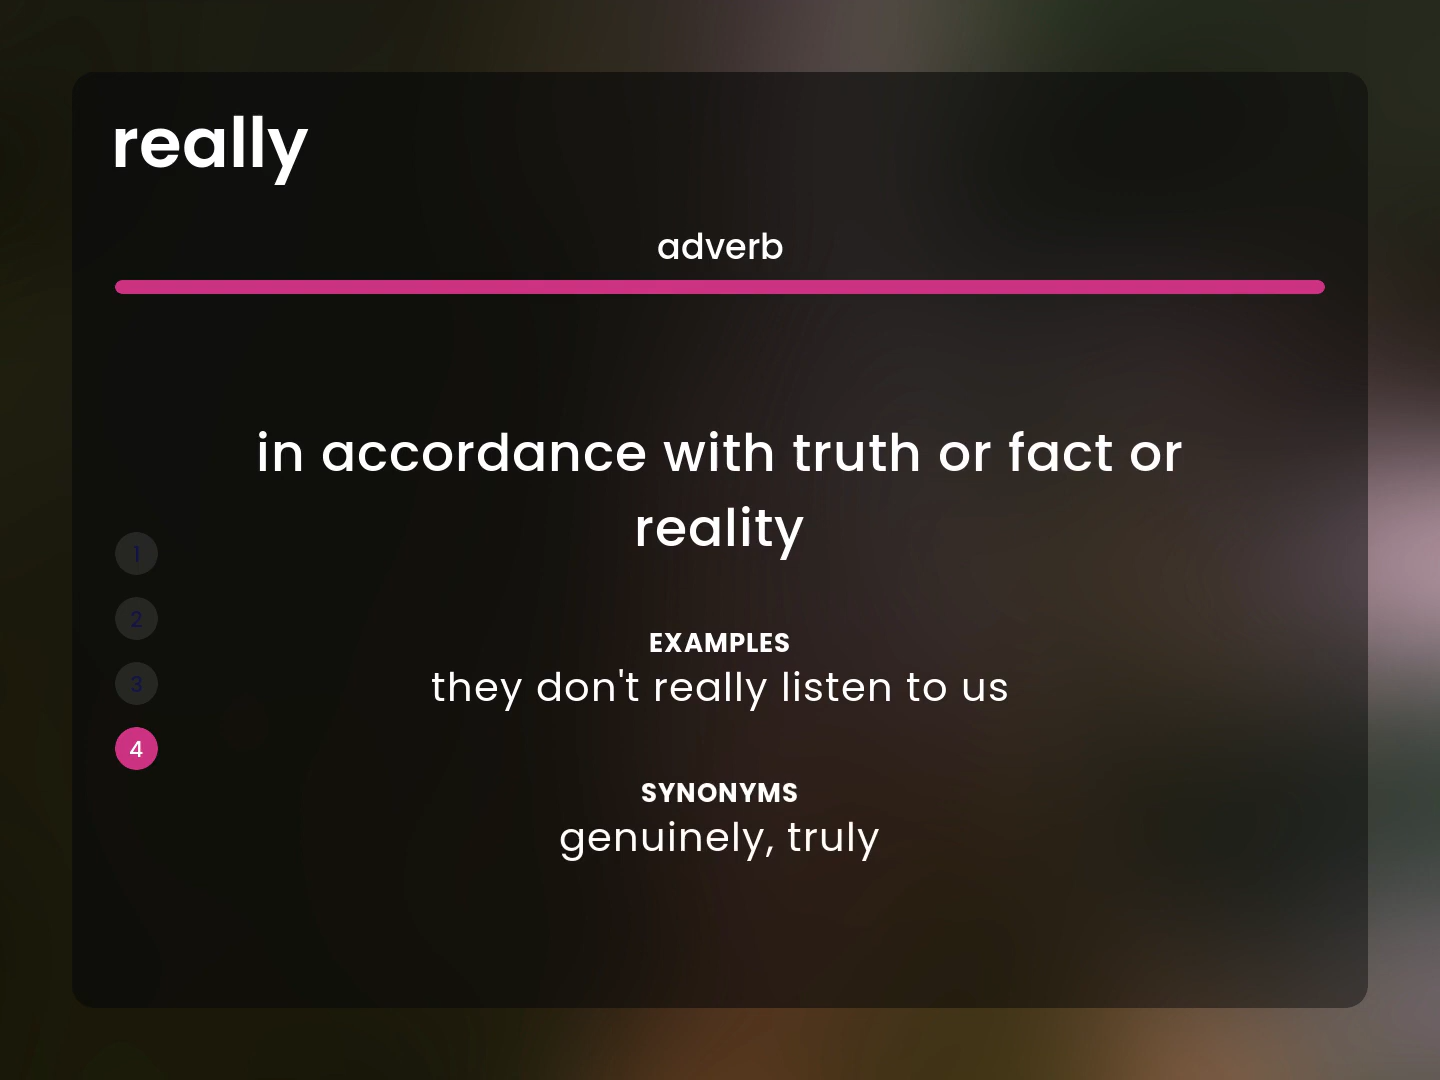 really
adverb
in accordance with truth or fact or
reality
1
2
3
4
EXAMPLES
they don't really listen to us
SYNONYMS
genuinely, truly